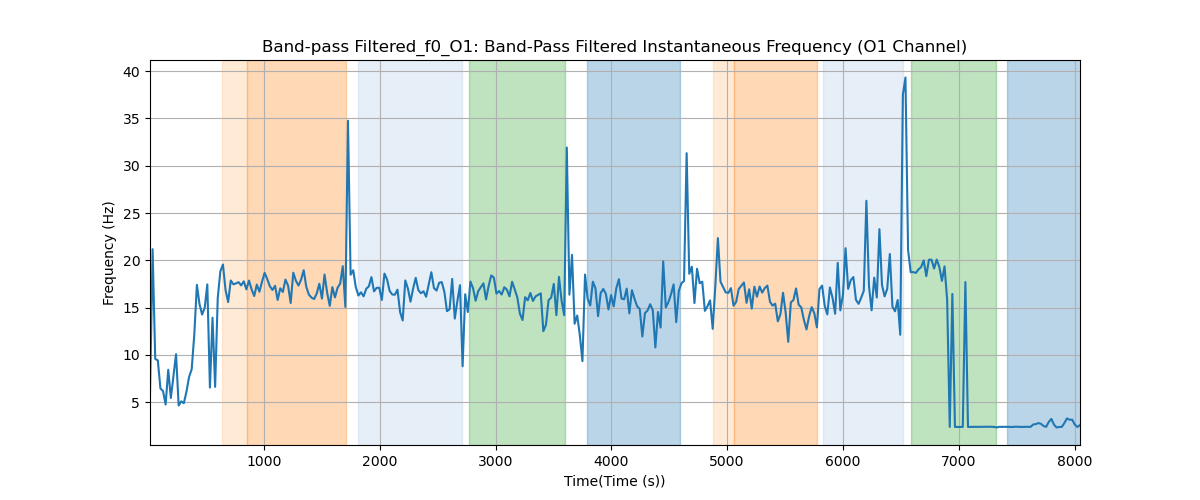 Band-pass Filtered_f0_O1: Band-Pass Filtered Instantaneous Frequency (O1 Channel)
Frequency (Hz)
40
35
30
25
20
15
10
5
1000 2000 3000 4000 5000 6000 7000 8000
Time(Time (s))